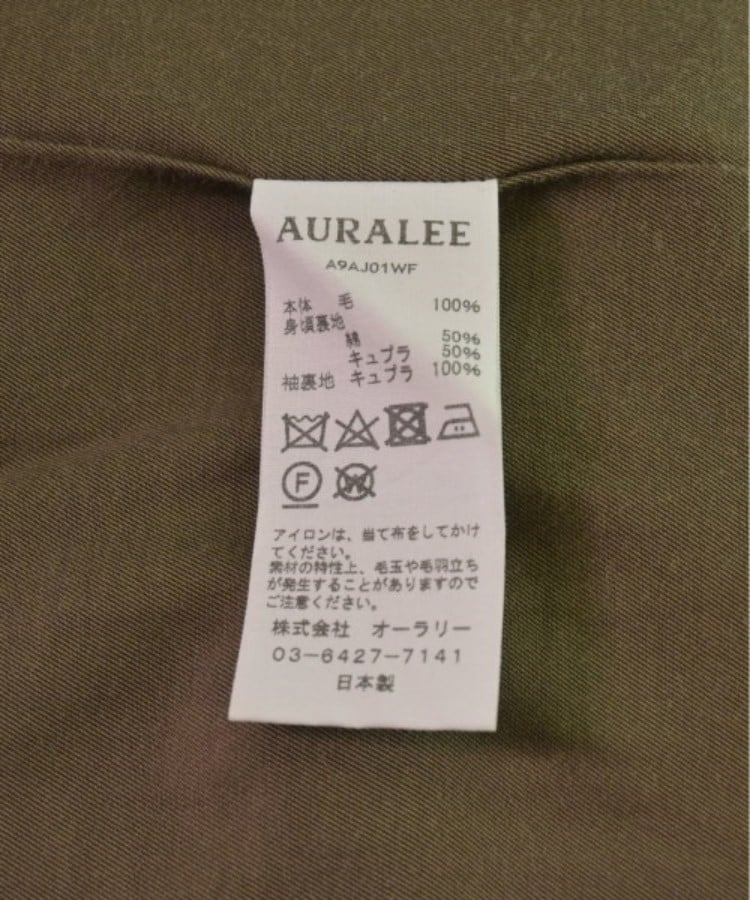 AURALEE
A9AJ01WF
本体 毛 100%
身頃裏地
綿 50%
キュプラ 50%
袖裏地 キュプラ 100%
F W
アイロンは、当て布をしてかけ
てください。
素材の特性上、毛玉や毛羽立ち
が発生することがありますので
ご注意ください。
株式会社 オーラリー
03-6427-7141
日本製